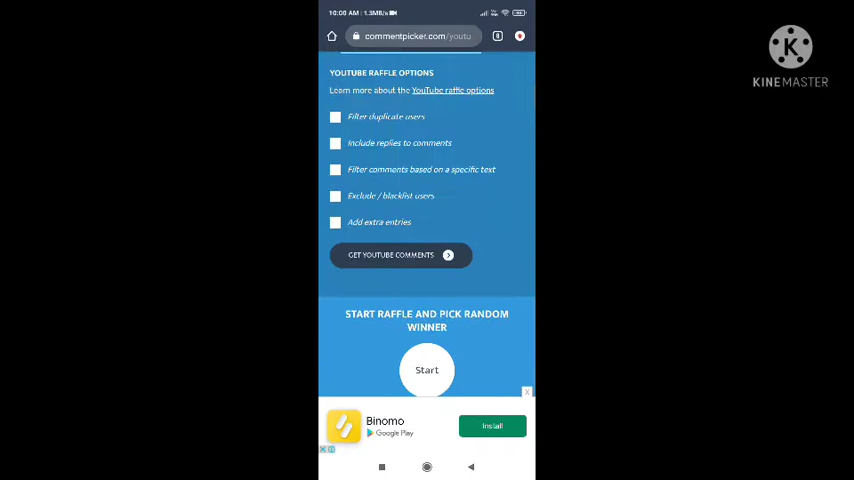 10:00 AM | 1.3MB/s
commentpicker.com/youtu
8
YOUTUBE RAFFLE OPTIONS
Learn more about the YouTube raffle options
Filter duplicate users
Include replies to comments
Filter comments based on a specific text
Exclude / blacklist users
Add extra entries
GET YOUTUBE COMMENTS
START RAFFLE AND PICK RANDOM
WINNER
Start
X
Binomo
Google Play
Install
K
KINEMASTER